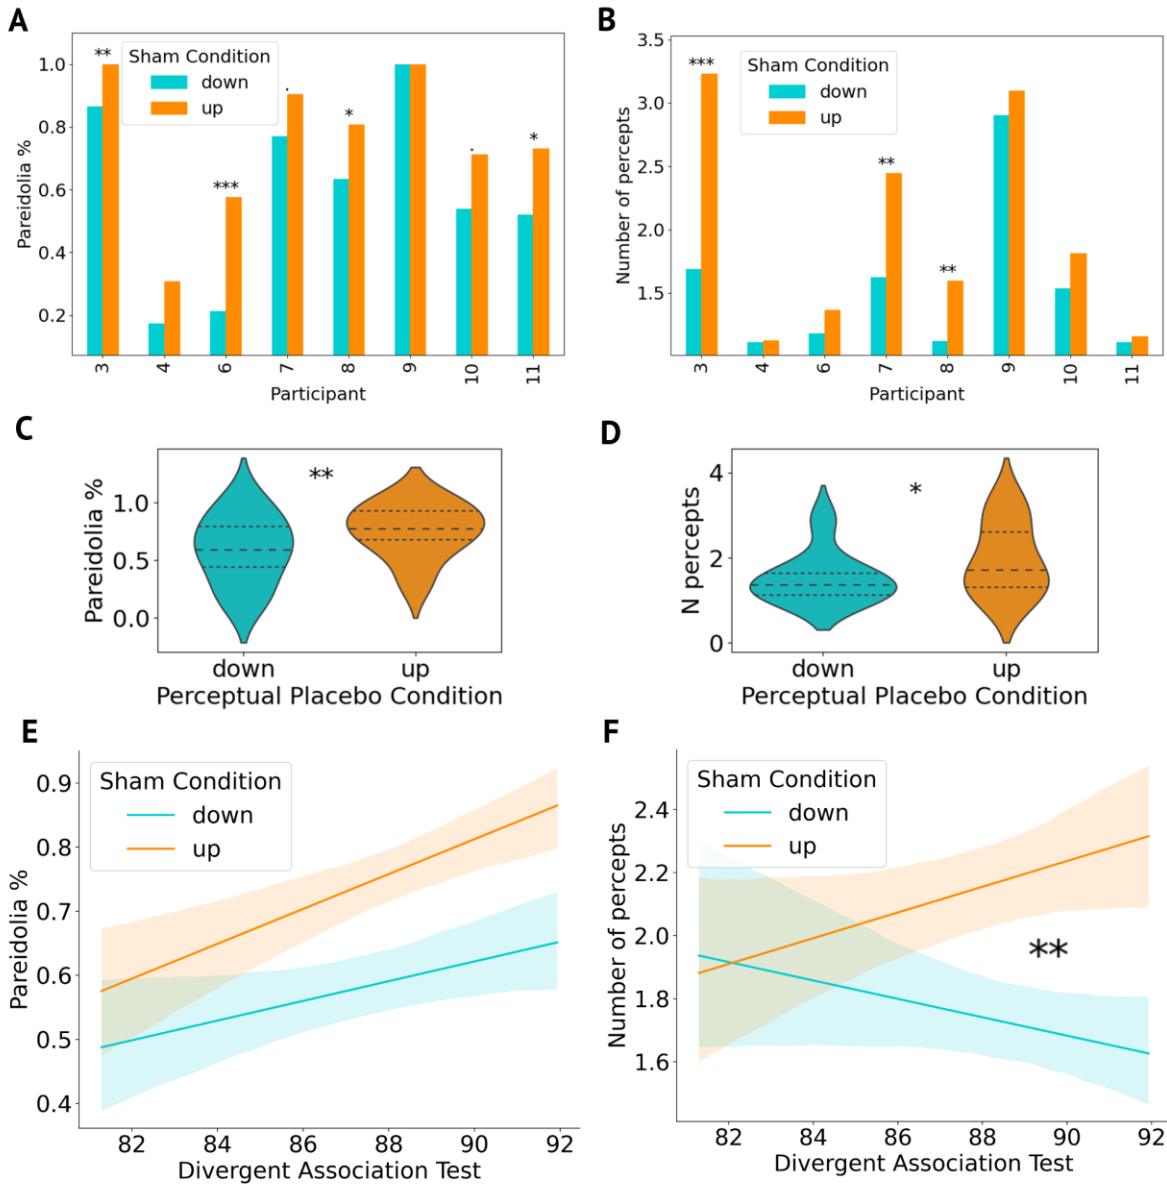 A
Sham Condition
down
up
**
***
.
*
.
*
1.0
0.8
0.6
0.4
0.2
Pareidolia %
3
4
6
7
8
9
10
11
Participant
B
Sham Condition
down
up
***
**
**
3.5
3.0
2.5
2.0
1.5
Number of percepts
3
4
6
7
8
9
10
11
Participant
C
**
1.0
0.5
0.0
Pareidolia %
down
up
Perceptual Placebo Condition
D
*
4
2
0
N percepts
down
up
Perceptual Placebo Condition
E
Sham Condition
down
up
0.9
0.8
0.7
0.6
0.5
0.4
Pareidolia %
82
84
86
88
90
92
Divergent Association Test
F
Sham Condition
down
up
**
2.4
2.2
2.0
1.8
1.6
Number of percepts
82
84
86
88
90
92
Divergent Association Test